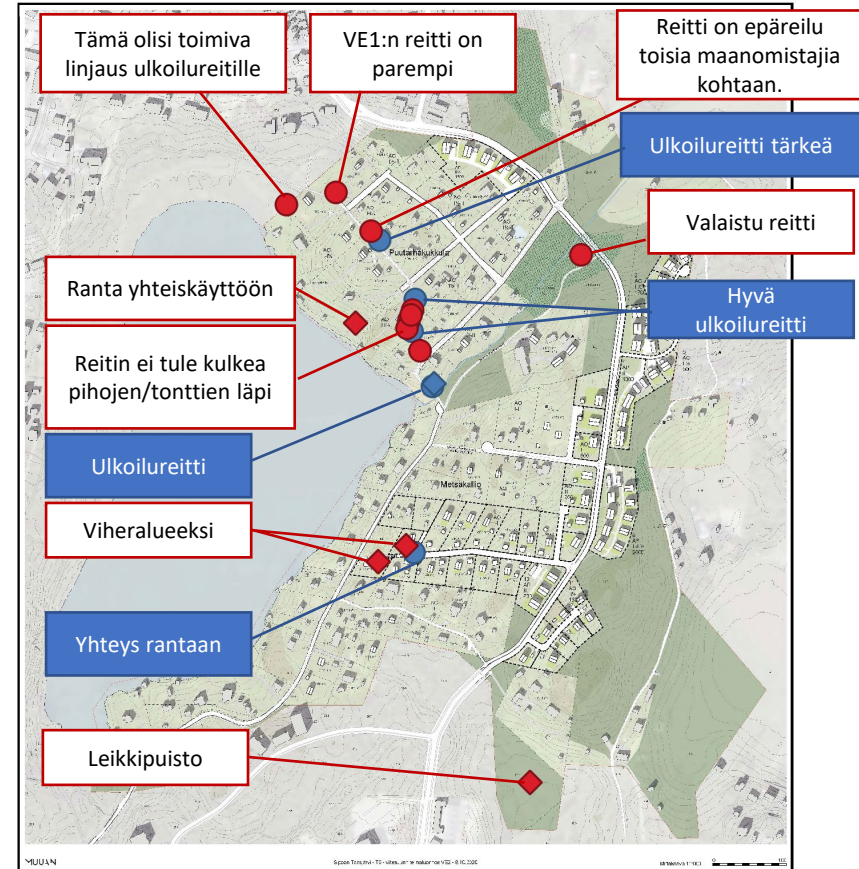 Tämä olisi toimiva
linjaus ulkoilureitille
VE1:n reitti on
parempi
Reitti on epäreilu
toisia maanomistajia
kohtaan.
Ulkoilureitti tärkeä
Valaistu reitti
Puutarhakukkula
Ranta yhteiskäyttöön
Hyvä
ulkoilureitti
Reitin ei tule kulkea
pihojen/tonttien läpi
Ulkoilureitti
Metsäkallio
Viheralueeksi
Yhteys rantaan
Leikkipuisto
MUUAN